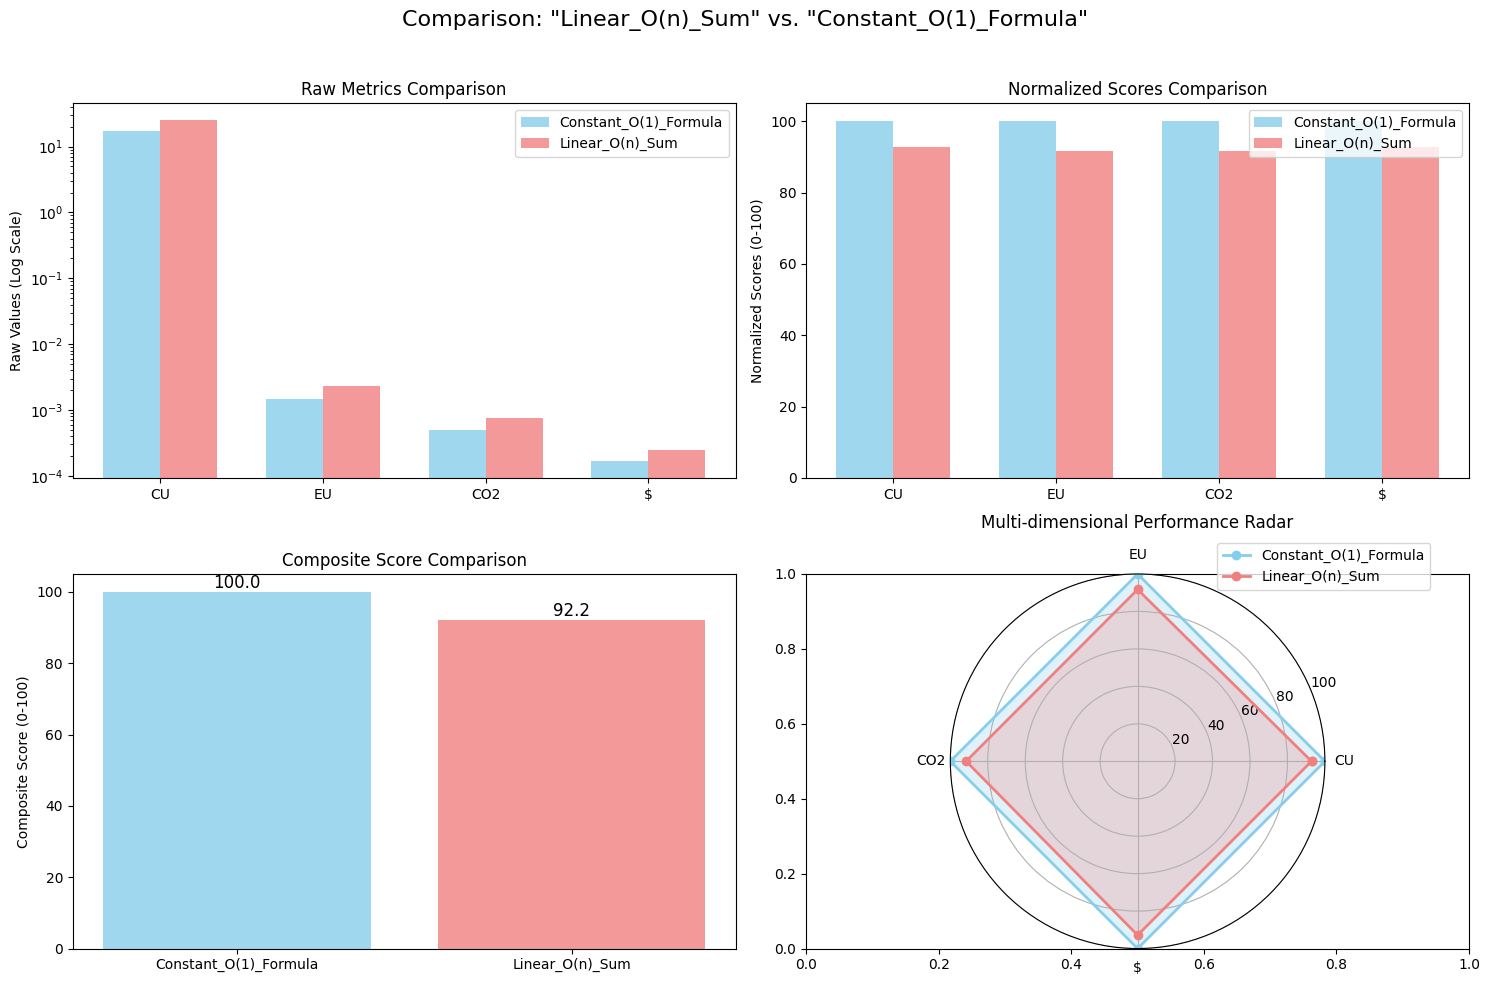 Comparison: "Linear_O(n)_Sum" vs. "Constant_O(1)_Formula"
Raw Metrics Comparison
Raw Values (Log Scale)
10¹
10⁰
10⁻¹
10⁻²
10⁻³
10⁻⁴
CU EU CO2 $
Constant_O(1)_Formula
Linear_O(n)_Sum
Normalized Scores Comparison
Normalized Scores (0-100)
100
80
60
40
20
0
CU EU CO2 $
Constant_O(1)_Formula
Linear_O(n)_Sum
Composite Score Comparison
Composite Score (0-100)
100
80
60
40
20
0
100.0
92.2
Constant_O(1)_Formula Linear_O(n)_Sum
Multi-dimensional Performance Radar
Constant_O(1)_Formula
Linear_O(n)_Sum
1.0
0.8
0.6
0.4
0.2
0.0
0.0 0.2 0.4 0.6 0.8 1.0
EU
100
80
60
40
20
CO2
CU
$